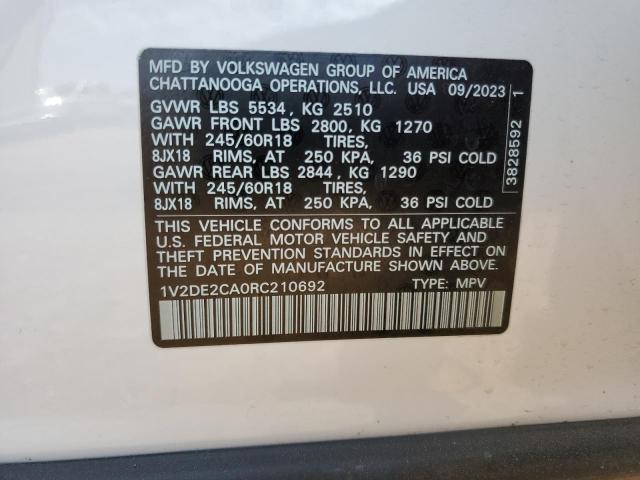 MFD BY VOLKSWAGEN GROUP OF AMERICA
CHATTANOOGA OPERATIONS, LLC. USA 09/2023
GVWR LBS 5534, KG 2510
GAWR FRONT LBS 2800, KG 1270
WITH 245/60R18 TIRES,
8JX18 RIMS, AT 250 KPA, 36 PSI COLD
GAWR REAR LBS 2844, KG 1290
WITH 245/60R18 TIRES,
8JX18 RIMS, AT 250 KPA, 36 PSI COLD
THIS VEHICLE CONFORMS TO ALL APPLICABLE
U.S. FEDERAL MOTOR VEHICLE SAFETY AND
THEFT PREVENTION STANDARDS IN EFFECT ON
THE DATE OF MANUFACTURE SHOWN ABOVE.
1V2DE2CA0RC210692 TYPE: MPV
3828592 1